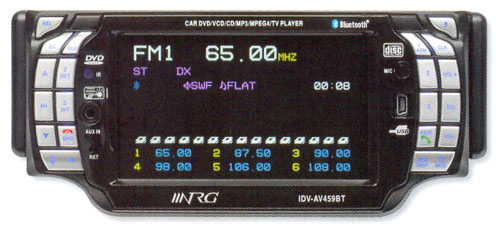 CAR DVD/VCD/CD/MP3/MPEG4/TV PLAYER
Bluetooth
FM1 65.00MHZ
ST DX
SWF FLAT 00:08
1 65.00 2 87.50 3 90.00
4 98.00 5 106.00 6 108.00
DVD
IR
AUX IN
RST
disc
MIC
USB
NRG
IDV-AV459BT